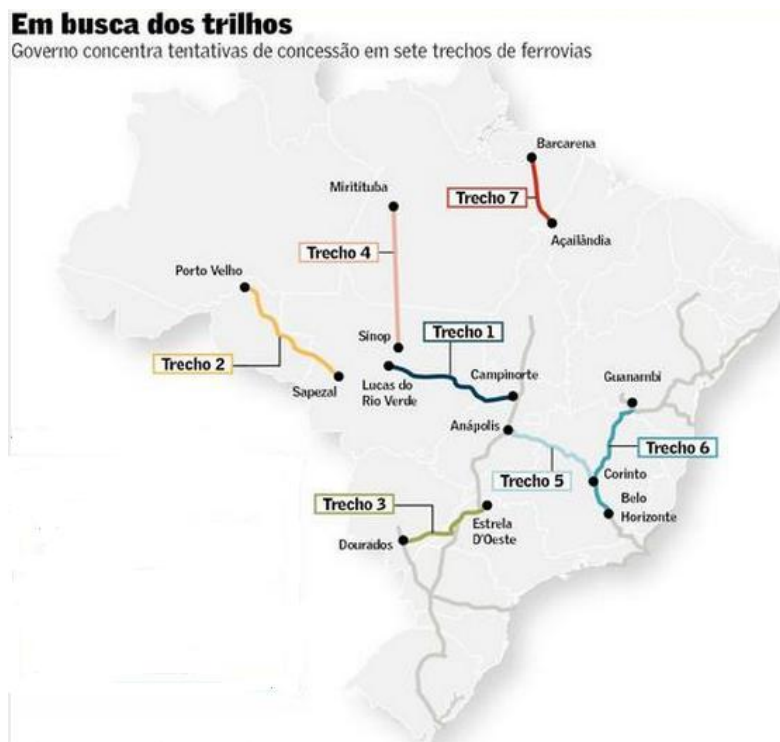 Em busca dos trilhos
Governo concentra tentativas de concessão em sete trechos de ferrovias
Barcarena
Miritituba
Trecho 7
Açailândia
Trecho 4
Porto Velho
Sinop
Trecho 1
Trecho 2
Sapezal
Lucas do
Rio Verde
Campinorte
Guanambi
Anápolis
Trecho 6
Trecho 5
Corinto
Belo
Horizonte
Trecho 3
Estrela
D'Oeste
Dourados